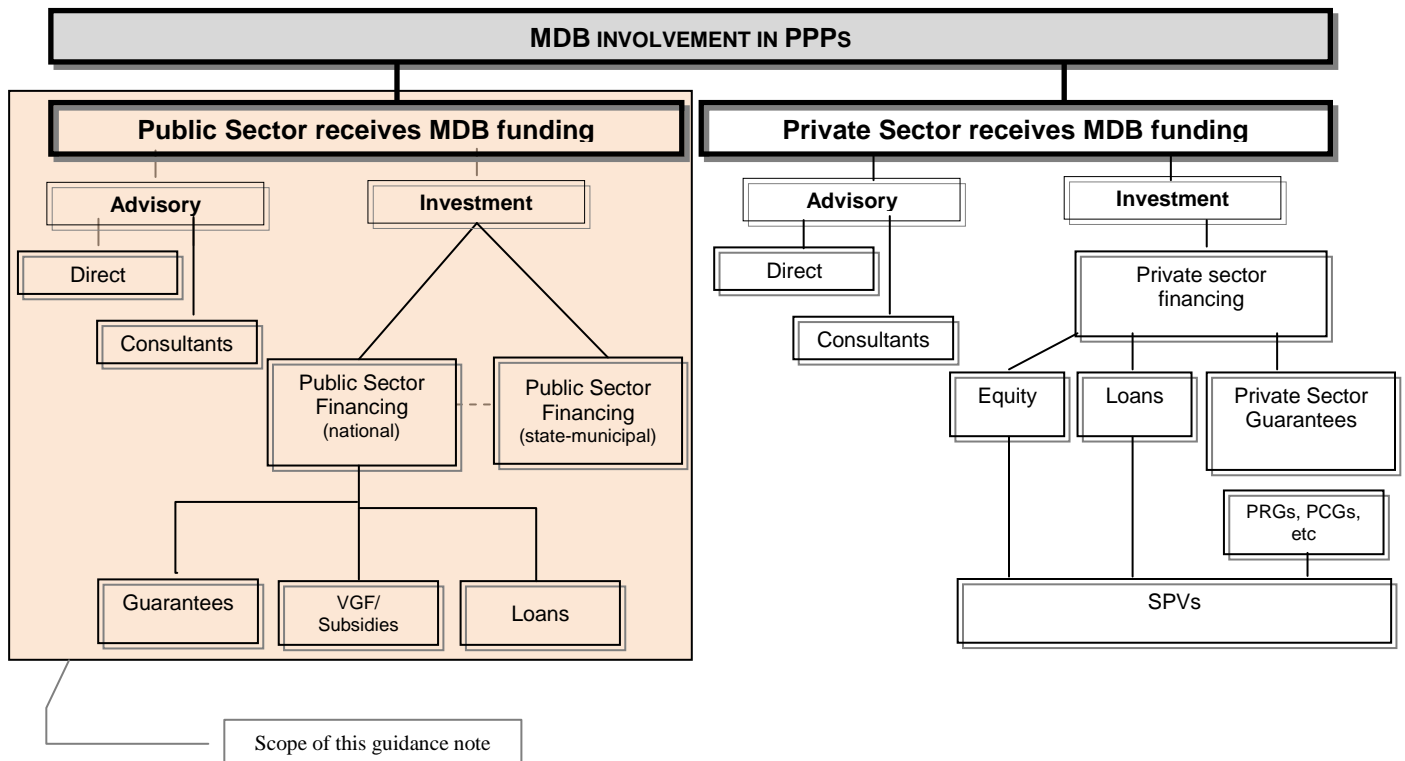 MDB INVOLVEMENT IN PPPS
Public Sector receives MDB funding
Private Sector receives MDB funding
Advisory
Investment
Direct
Consultants
Public Sector
Financing
(national)
Public Sector
Financing
(state-municipal)
Guarantees
VGF/
Subsidies
Loans
Advisory
Investment
Direct
Consultants
Private sector
financing
Equity
Loans
Private Sector
Guarantees
PRGs, PCGs,
etc
SPVs
Scope of this guidance note